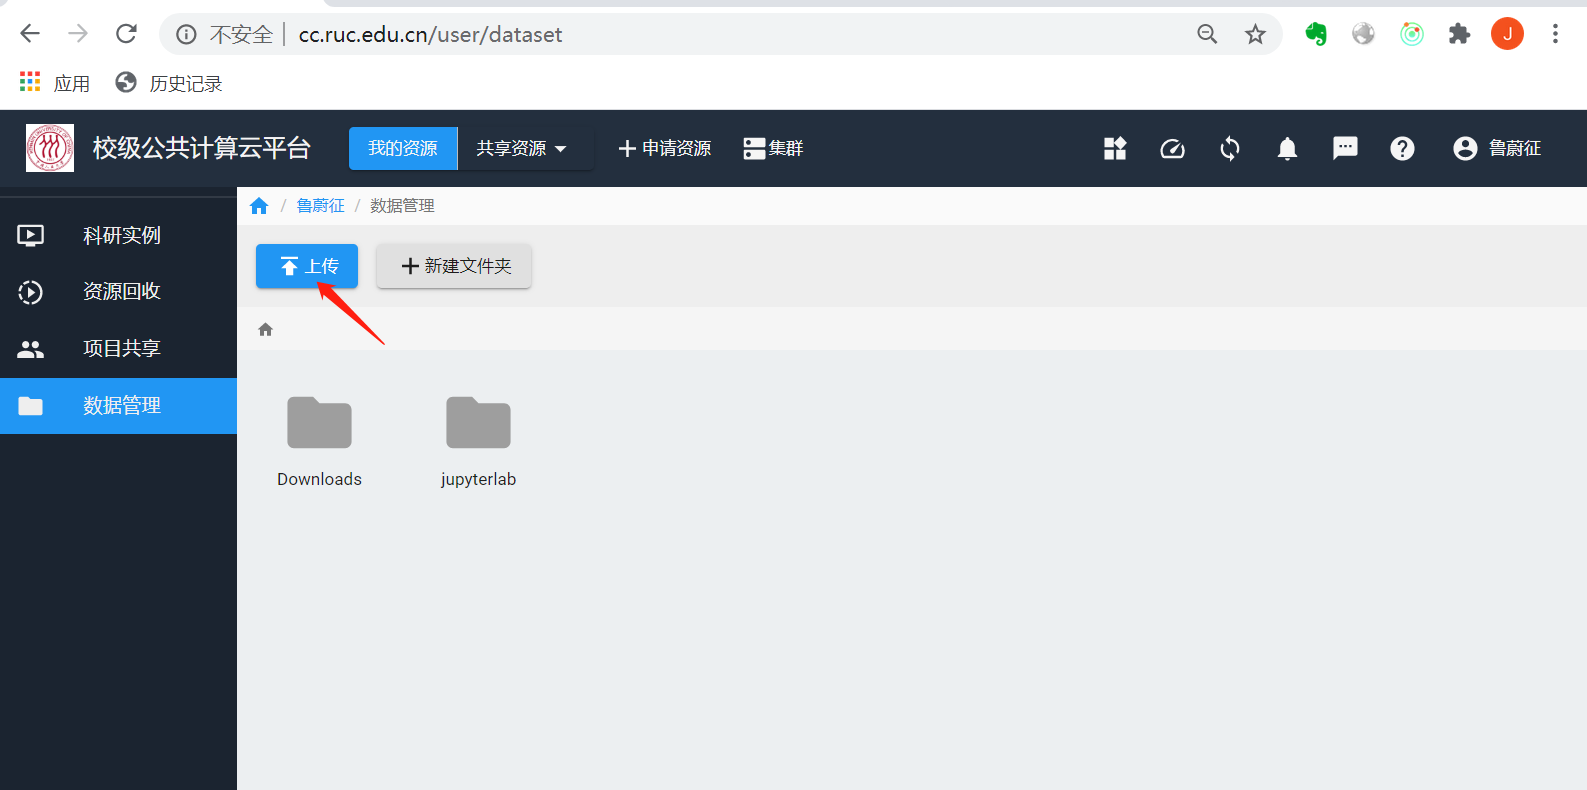 不安全 cc.ruc.edu.cn/user/dataset
J
应用 历史记录
校级公共计算云平台 我的资源 共享资源 申请资源 集群 鲁蔚征
/ 鲁蔚征 / 数据管理
科研实例
资源回收
项目共享
数据管理
上传 新建文件夹
Downloads jupyterlab